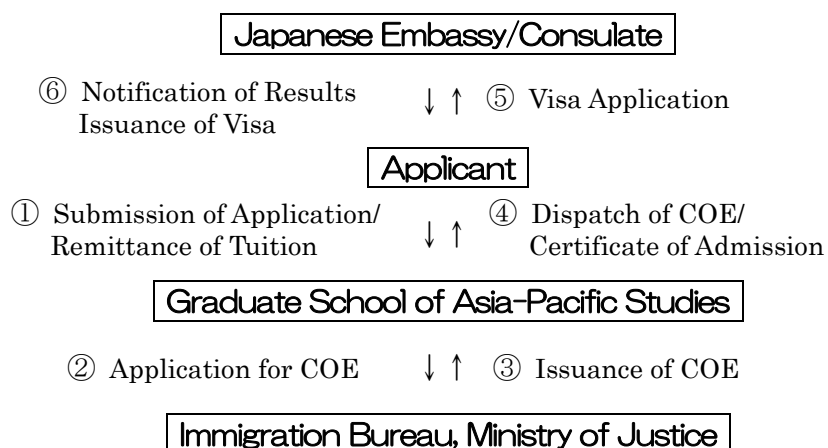 Japanese Embassy/Consulate
⑥ Notification of Results
Issuance of Visa
↓ ↑ ⑤ Visa Application
Applicant
① Submission of Application/
Remittance of Tuition
↓ ↑ ④ Dispatch of COE/
Certificate of Admission
Graduate School of Asia-Pacific Studies
② Application for COE ↓ ↑ ③ Issuance of COE
Immigration Bureau, Ministry of Justice